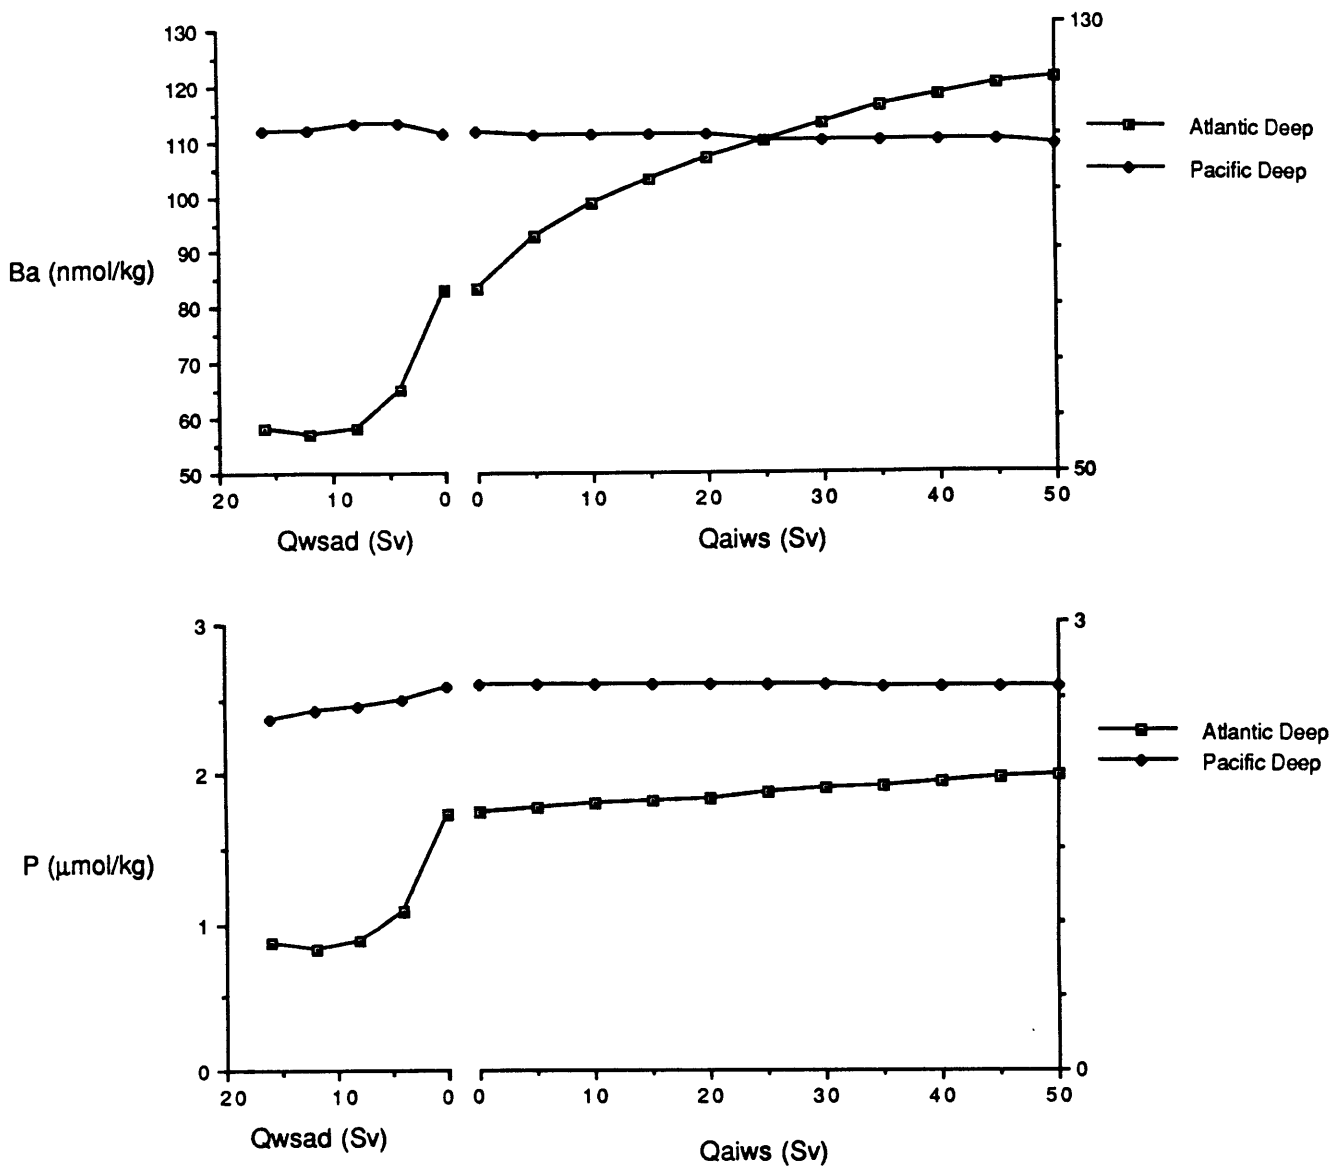 130
120
110
100
90
80
70
60
50
Ba (nmol/kg)
130
50
Atlantic Deep
Pacific Deep
20 10 0 0 10 20 30 40 50
Qwsad (Sv) Qaiws (Sv)
3
2
1
0
P (μmol/kg)
3
0
Atlantic Deep
Pacific Deep
20 10 0 0 10 20 30 40 50
Qwsad (Sv) Qaiws (Sv)